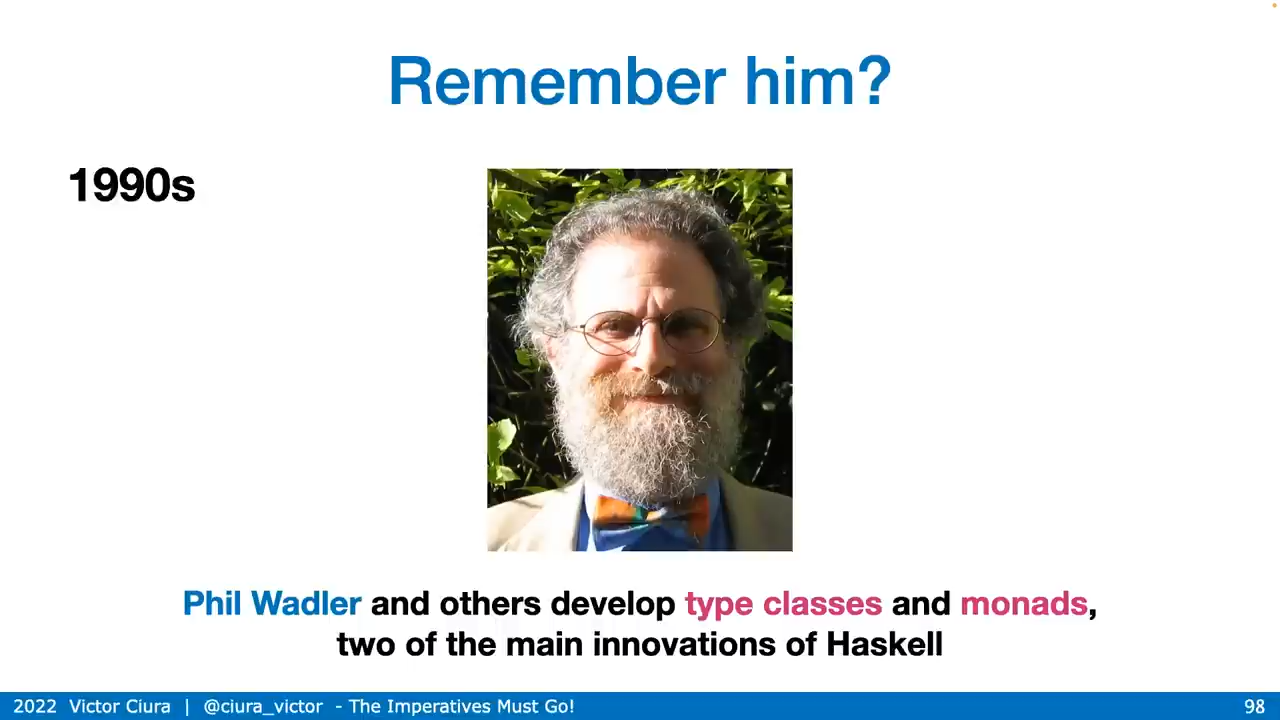 Remember him?
1990s
Phil Wadler and others develop type classes and monads,
two of the main innovations of Haskell
2022 Victor Ciura | @ciura_victor - The Imperatives Must Go!
98